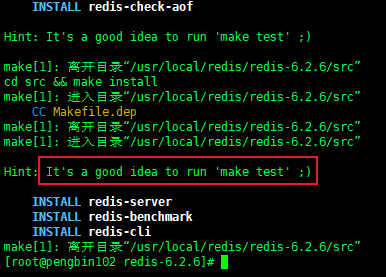 INSTALL redis-check-aof
Hint: It's a good idea to run 'make test' ;)
make[1]: 离开目录“/usr/local/redis/redis-6.2.6/src”
cd src && make install
make[1]: 进入目录“/usr/local/redis/redis-6.2.6/src”
CC Makefile.dep
make[1]: 离开目录“/usr/local/redis/redis-6.2.6/src”
make[1]: 进入目录“/usr/local/redis/redis-6.2.6/src”
Hint: It's a good idea to run 'make test' ;)
INSTALL redis-server
INSTALL redis-benchmark
INSTALL redis-cli
make[1]: 离开目录“/usr/local/redis/redis-6.2.6/src”
[root@pengbin102 redis-6.2.6]#